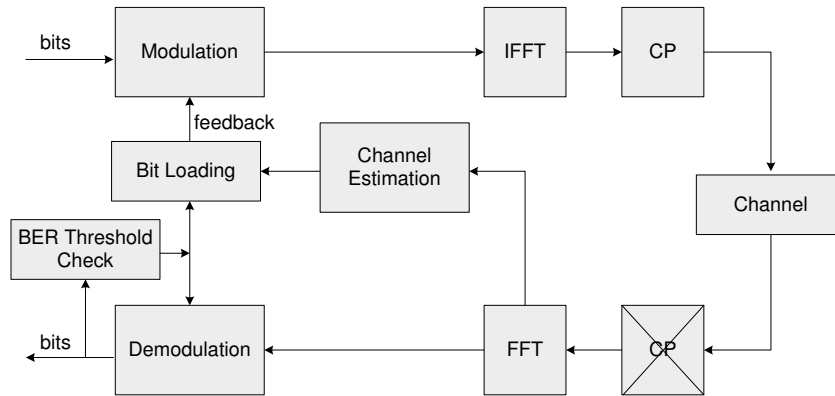 bits
Modulation
IFFT
CP
feedback
Bit Loading
Channel
Estimation
Channel
BER Threshold
Check
bits
Demodulation
FFT
CP